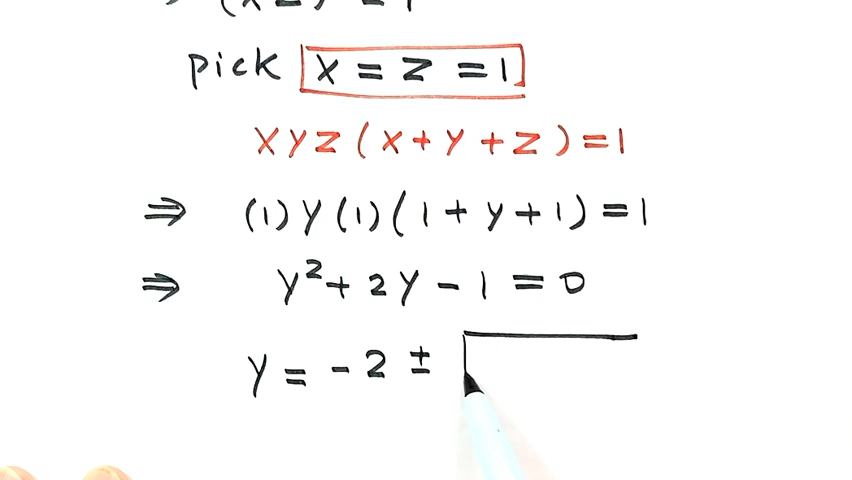 pick x = z = 1
xyz(x+y+z)=1
⇒ (1)y(1)(1+y+1)=1
⇒ y²+2y-1=0
y = -2 ±